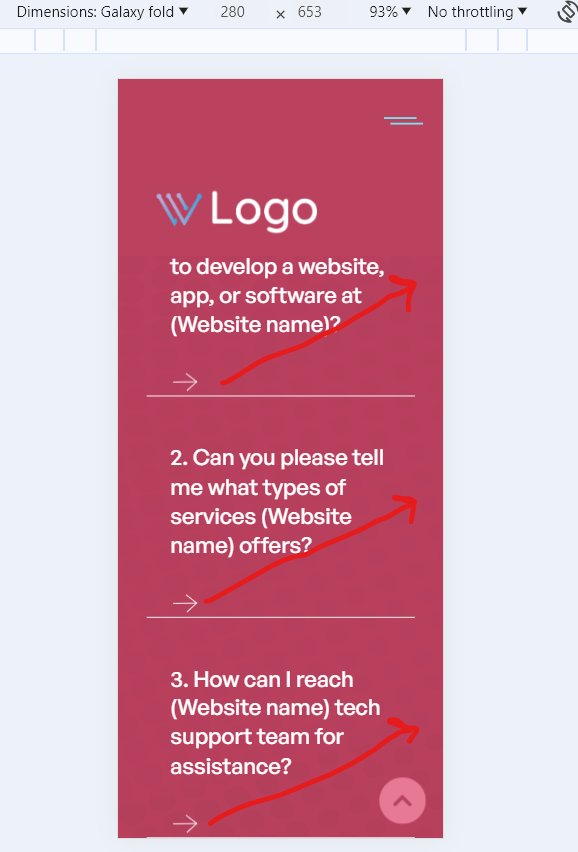 Dimensions: Galaxy fold ▼ 280 × 653 93% ▼ No throttling ▼
Logo
to develop a website,
app, or software at
(Website name)?
2. Can you please tell
me what types of
services (Website
name) offers?
3. How can I reach
(Website name) tech
support team for
assistance?